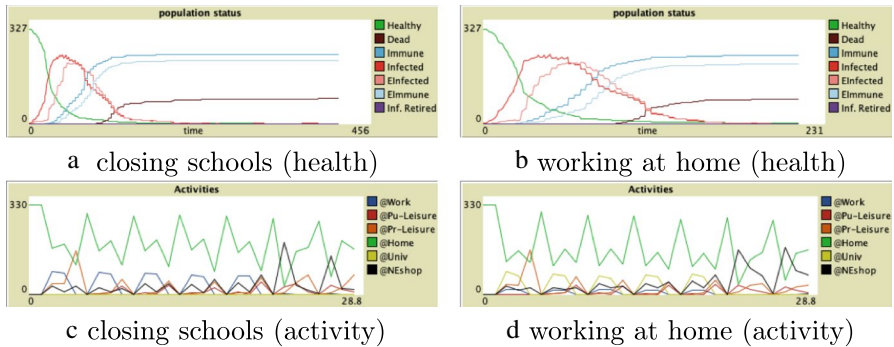 population status
327
0
0
time
456
Healthy
Dead
Immune
Infected
EInfected
EImmune
Inf. Retired
a closing schools (health)
population status
327
0
0
time
231
Healthy
Dead
Immune
Infected
EInfected
EImmune
Inf. Retired
b working at home (health)
Activities
330
0
0
28.8
@Work
@Pu-Leisure
@Pr-Leisure
@Home
@Univ
@NEshop
c closing schools (activity)
Activities
330
0
0
28.8
@Work
@Pu-Leisure
@Pr-Leisure
@Home
@Univ
@NEshop
d working at home (activity)